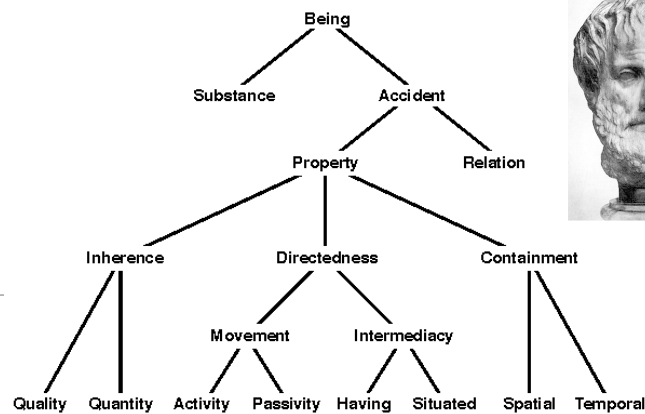 Being
Substance Accident
Property Relation
Inherence Directedness Containment
Movement Intermediacy
Quality Quantity Activity Passivity Having Situated Spatial Temporal